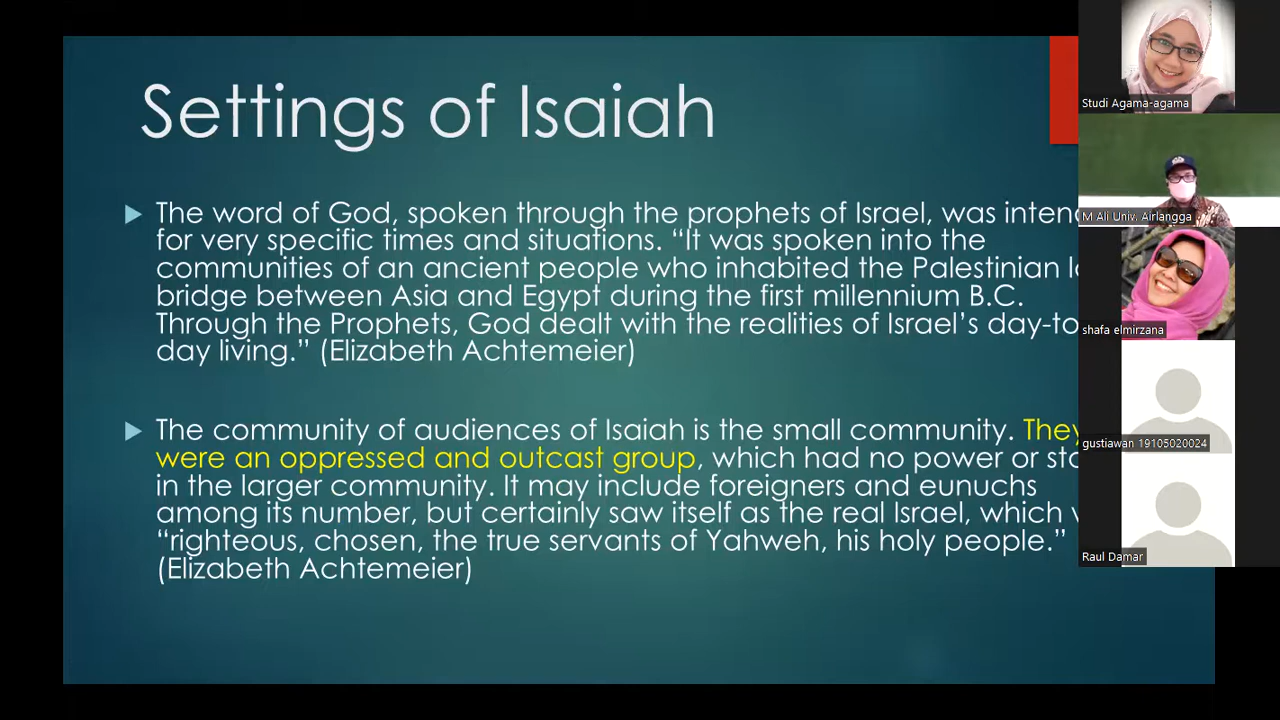 Settings of Isaiah
The word of God, spoken through the prophets of Israel, was
for very specific times and situations. “It was spoken into the
communities of an ancient people who inhabited the Palestinian
bridge between Asia and Egypt during the first millennium B.C.
Through the Prophets, God dealt with the realities of Israel’s day-to
day living.” (Elizabeth Achtemeier)
The community of audiences of Isaiah is the small community. They
were an oppressed and outcast group, which had no power or
in the larger community. It may include foreigners and eunuchs
among its number, but certainly saw itself as the real Israel, which
“righteous, chosen, the true servants of Yahweh, his holy people.”
(Elizabeth Achtemeier)
Studi Agama-agama
M Ali Univ. Airlangga
shafa elmirzana
gustiawan 19105020024
Raul Damar